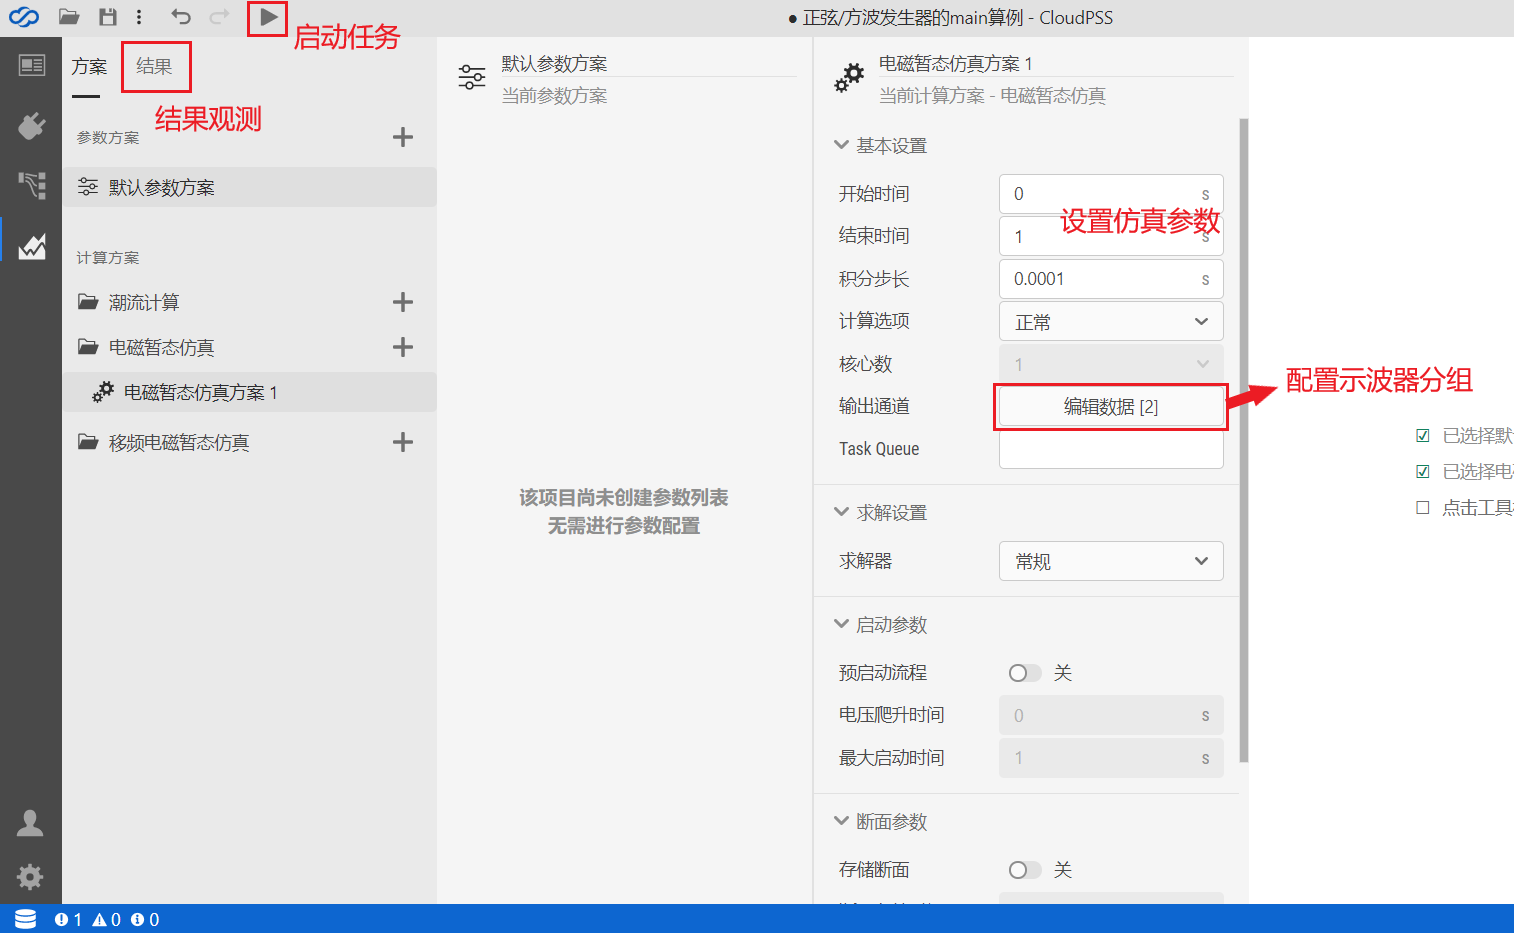 ● 正弦/方波发生器的main算例 - CloudPSS
启动任务
方案
结果
结果观测
参数方案
默认参数方案
计算方案
潮流计算
电磁暂态仿真
电磁暂态仿真方案 1
移频电磁暂态仿真
默认参数方案
当前参数方案
该项目尚未创建参数列表
无需进行参数配置
电磁暂态仿真方案 1
当前计算方案 - 电磁暂态仿真
基本设置
开始时间 0 s
设置仿真参数
结束时间 1 s
积分步长 0.0001 s
计算选项 正常
核心数 1
输出通道 编辑数据 [2]
配置示波器分组
Task Queue
求解设置
求解器 常规
启动参数
预启动流程 关
电压爬升时间 0 s
最大启动时间 1 s
断面参数
存储断面 关
已选择默
已选择电
点击工具
1 0 0